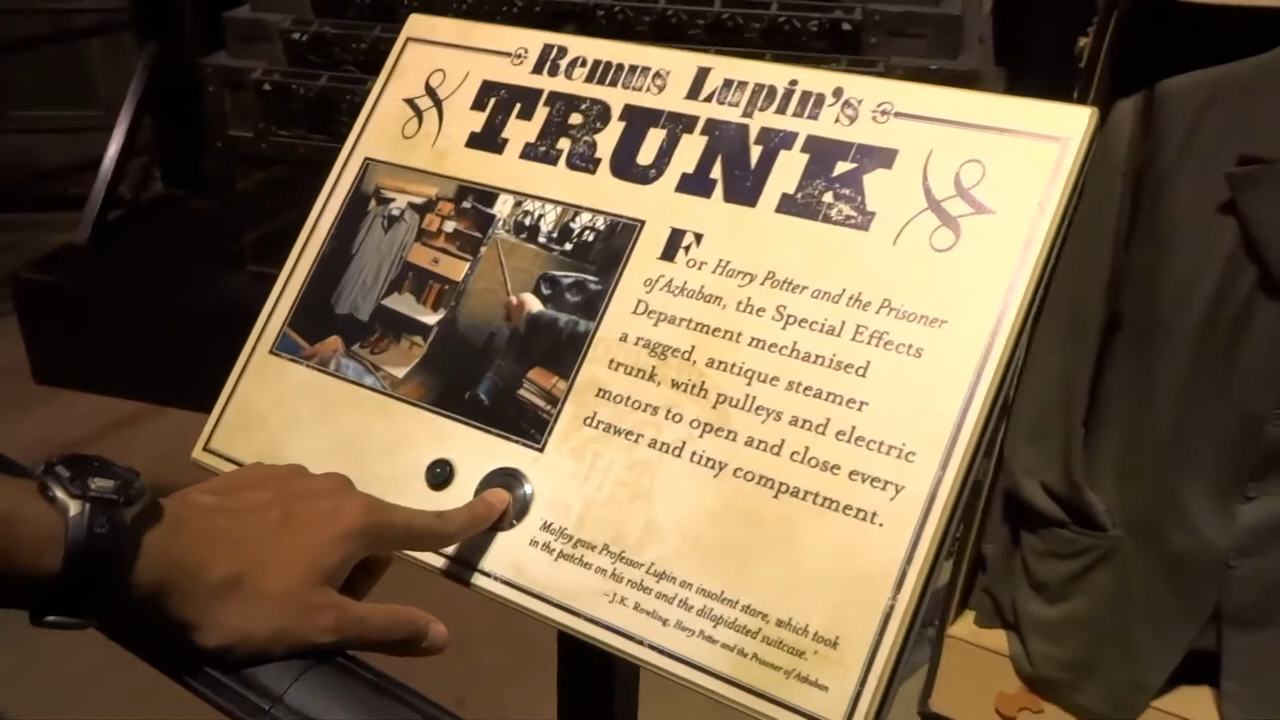 Remus Lupin's
TRUNK
For Harry Potter and the Prisoner
of Azkaban, the Special Effects
Department mechanised
a ragged, antique steamer
trunk, with pulleys and electric
motors to open and close every
drawer and tiny compartment.
'Malfoy gave Professor Lupin an insolent stare, which took
in the patches on his robes and the dilapidated suitcase.'
– J.K. Rowling, Harry Potter and the Prisoner of Azkaban